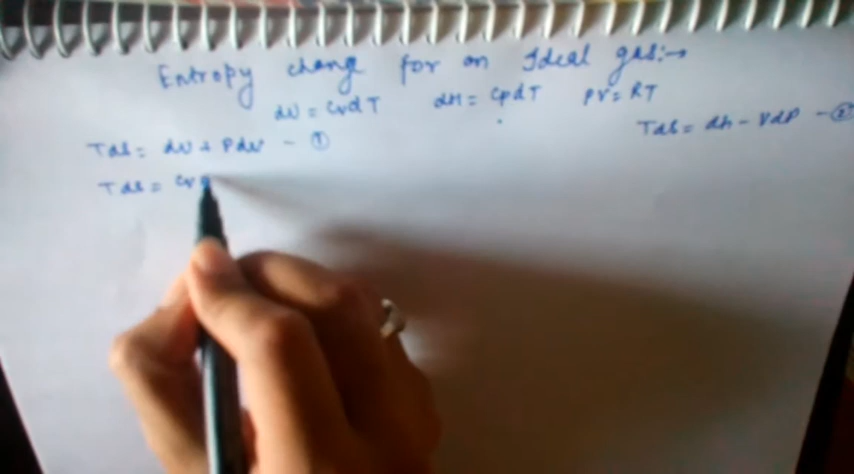 Entropy change for an Ideal gas:→
dU = CvdT dH = CpdT PV = RT
Tds = dU + Pdv - ① Tds = dh - VdP - ②
Tds = Cv